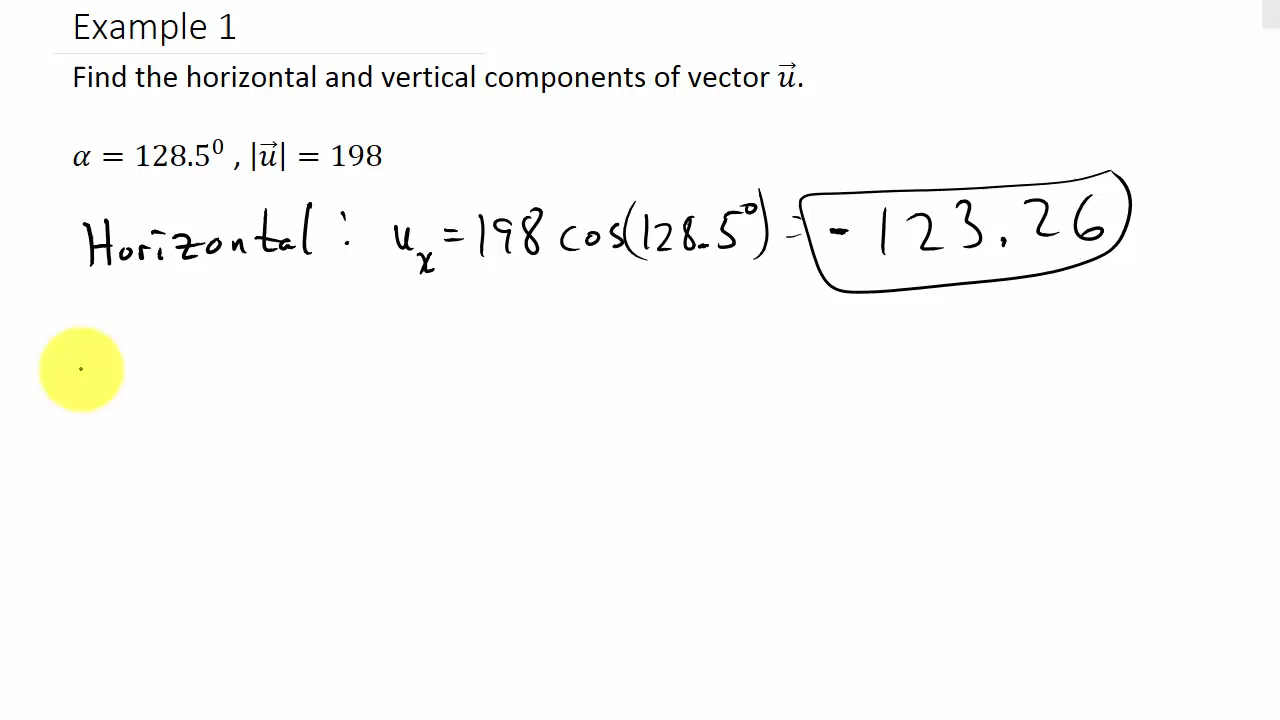 Example 1
Find the horizontal and vertical components of vector u⃗.
α = 128.5⁰ , |u⃗| = 198
Horizontal : uₓ = 198 cos(128.5°) = -123.26